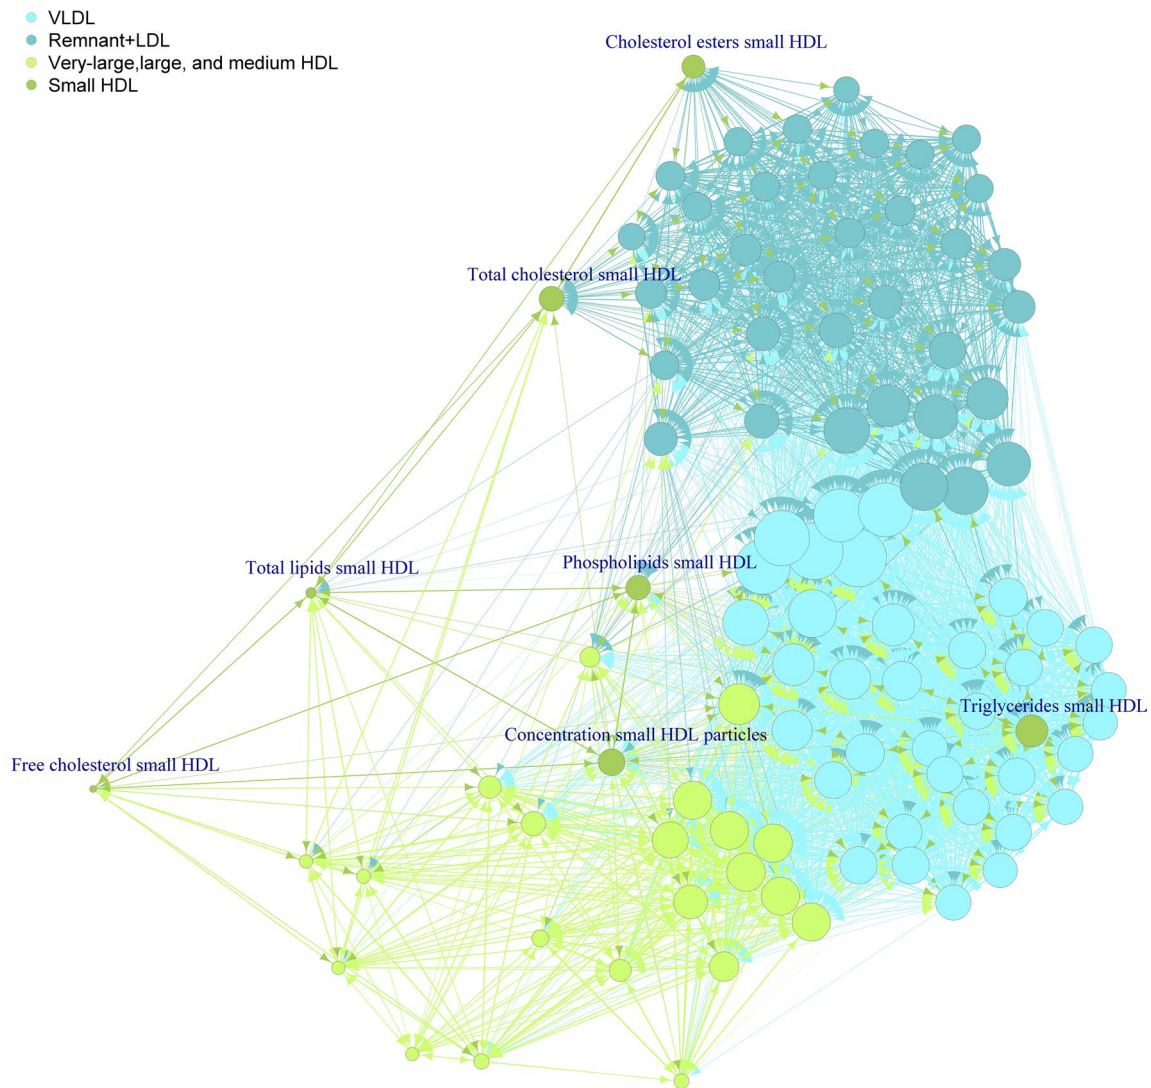 VLDL
Remnant+LDL
Very-large,large, and medium HDL
Small HDL
Cholesterol esters small HDL
Total cholesterol small HDL
Total lipids small HDL
Phospholipids small HDL
Triglycerides small HDL
Concentration small HDL particles
Free cholesterol small HDL